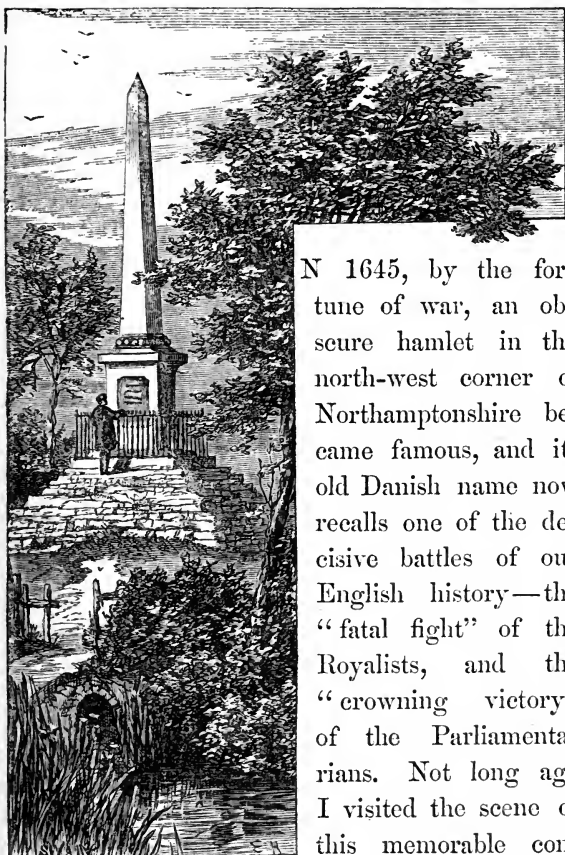 N 1645, by the for
tune of war, an ob
scure hamlet in th
north-west corner o
Northamptonshire be
came famous, and it
old Danish name now
recalls one of the de
cisive battles of ou
English history—th
“fatal fight” of th
Royalists, and th
“crowning victory
of the Parliamenta
rians. Not long ag
I visited the scene o
this memorable con